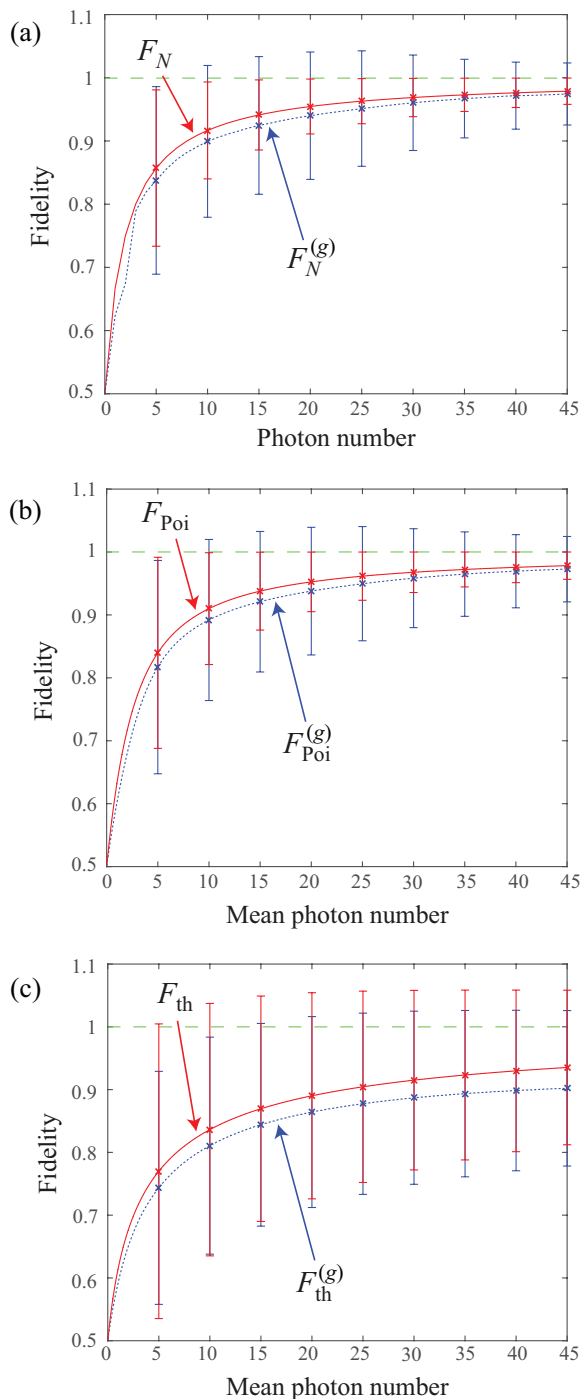 (a)
1.1
1
0.9
0.8
0.7
0.6
0.5
Fidelity
F_N
F_N^{(g)}
0 5 10 15 20 25 30 35 40 45
Photon number
(b)
1.1
1
0.9
0.8
0.7
0.6
0.5
Fidelity
F_Poi
F_Poi^{(g)}
0 5 10 15 20 25 30 35 40 45
Mean photon number
(c)
1.1
1
0.9
0.8
0.7
0.6
0.5
Fidelity
F_th
F_th^{(g)}
0 5 10 15 20 25 30 35 40 45
Mean photon number